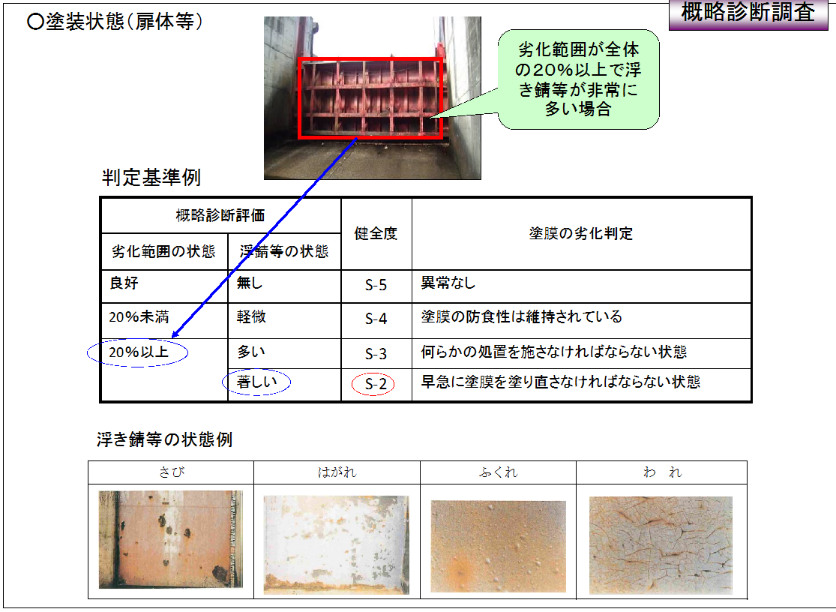 概略診断調査
○塗装状態(扉体等)
劣化範囲が全体
の20%以上で浮
き錆等が非常に
多い場合
判定基準例
概略診断評価 健全度 塗膜の劣化判定
劣化範囲の状態 浮錆等の状態
良好 無し S-5 異常なし
20%未満 軽微 S-4 塗膜の防食性は維持されている
20%以上 多い S-3 何らかの処置を施さなければならない状態
著しい S-2 早急に塗膜を塗り直さなければならない状態
浮き錆等の状態例
さび はがれ ふくれ わ れ